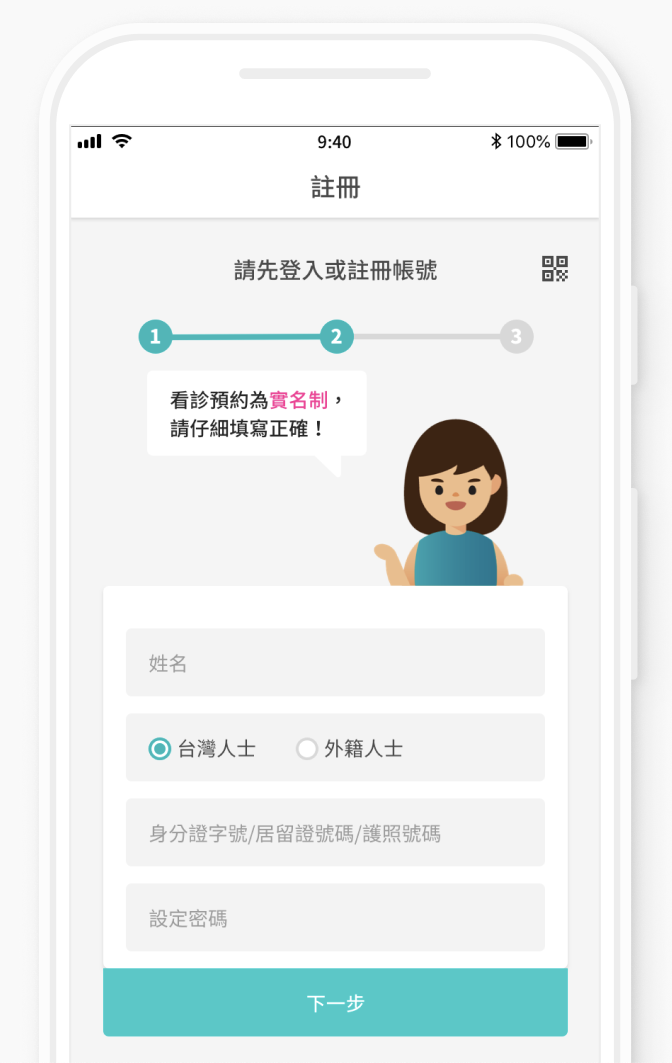 9:40
100%
註冊
請先登入或註冊帳號
1 2 3
看診預約為實名制，
請仔細填寫正確！
姓名
台灣人士 外籍人士
身分證字號/居留證號碼/護照號碼
設定密碼
下一步